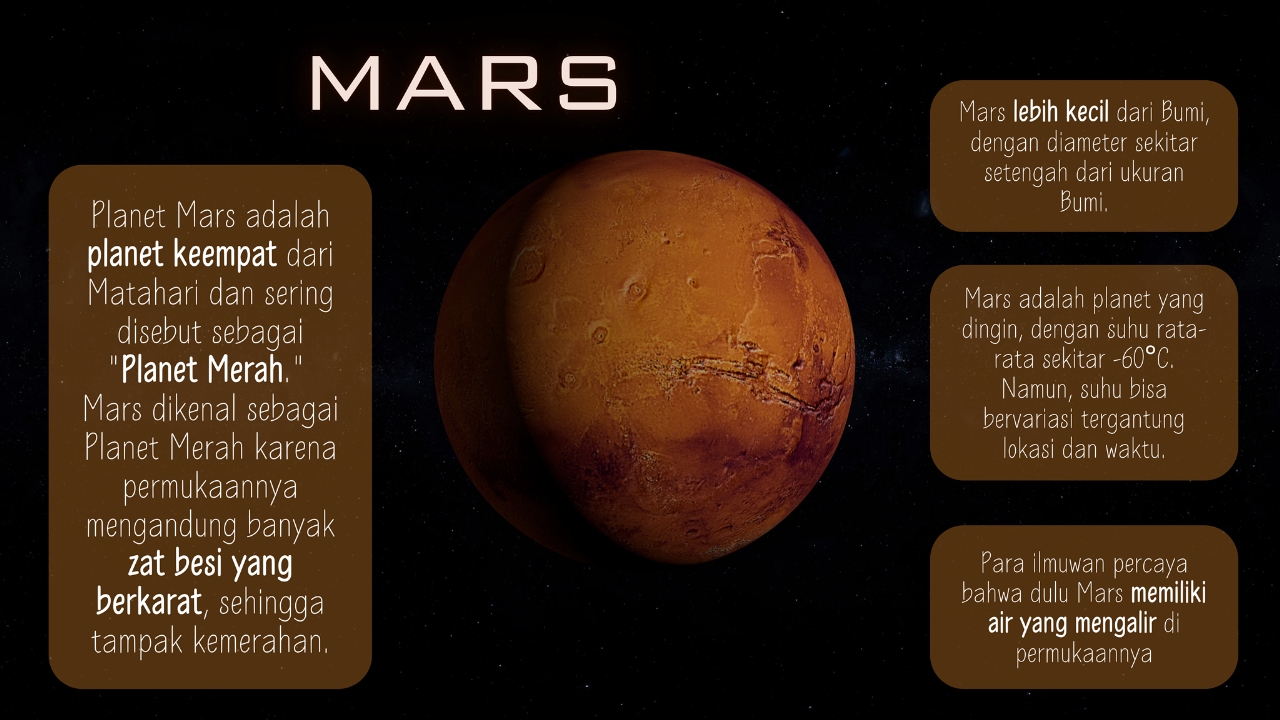 MARS
Planet Mars adalah
planet keempat dari
Matahari dan sering
disebut sebagai
"Planet Merah."
Mars dikenal sebagai
Planet Merah karena
permukaannya
mengandung banyak
zat besi yang
berkarat, sehingga
tampak kemerahan.
Mars lebih kecil dari Bumi,
dengan diameter sekitar
setengah dari ukuran
Bumi.
Mars adalah planet yang
dingin, dengan suhu rata-
rata sekitar -60°C.
Namun, suhu bisa
bervariasi tergantung
lokasi dan waktu.
Para ilmuwan percaya
bahwa dulu Mars memiliki
air yang mengalir di
permukaannya